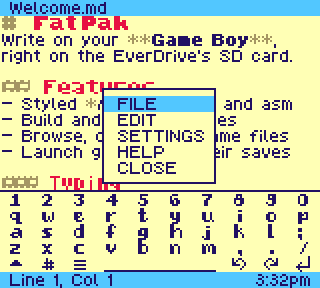 Welcome.md
# FatPak
Write on your **Game Boy**,
right on the EverDrive's SD card.
## Features
- Styled and asm
- Build and es
- Browse, me files
- Launch g eir saves
### Typing
FILE
EDIT
SETTINGS
HELP
CLOSE
1 2 3 4 5 6 7 8 9 0
q w e r t y u i o p
a s d f g h j k l ;
z x c v b n m , . /
#
Line 1, Col 1 3:32pm